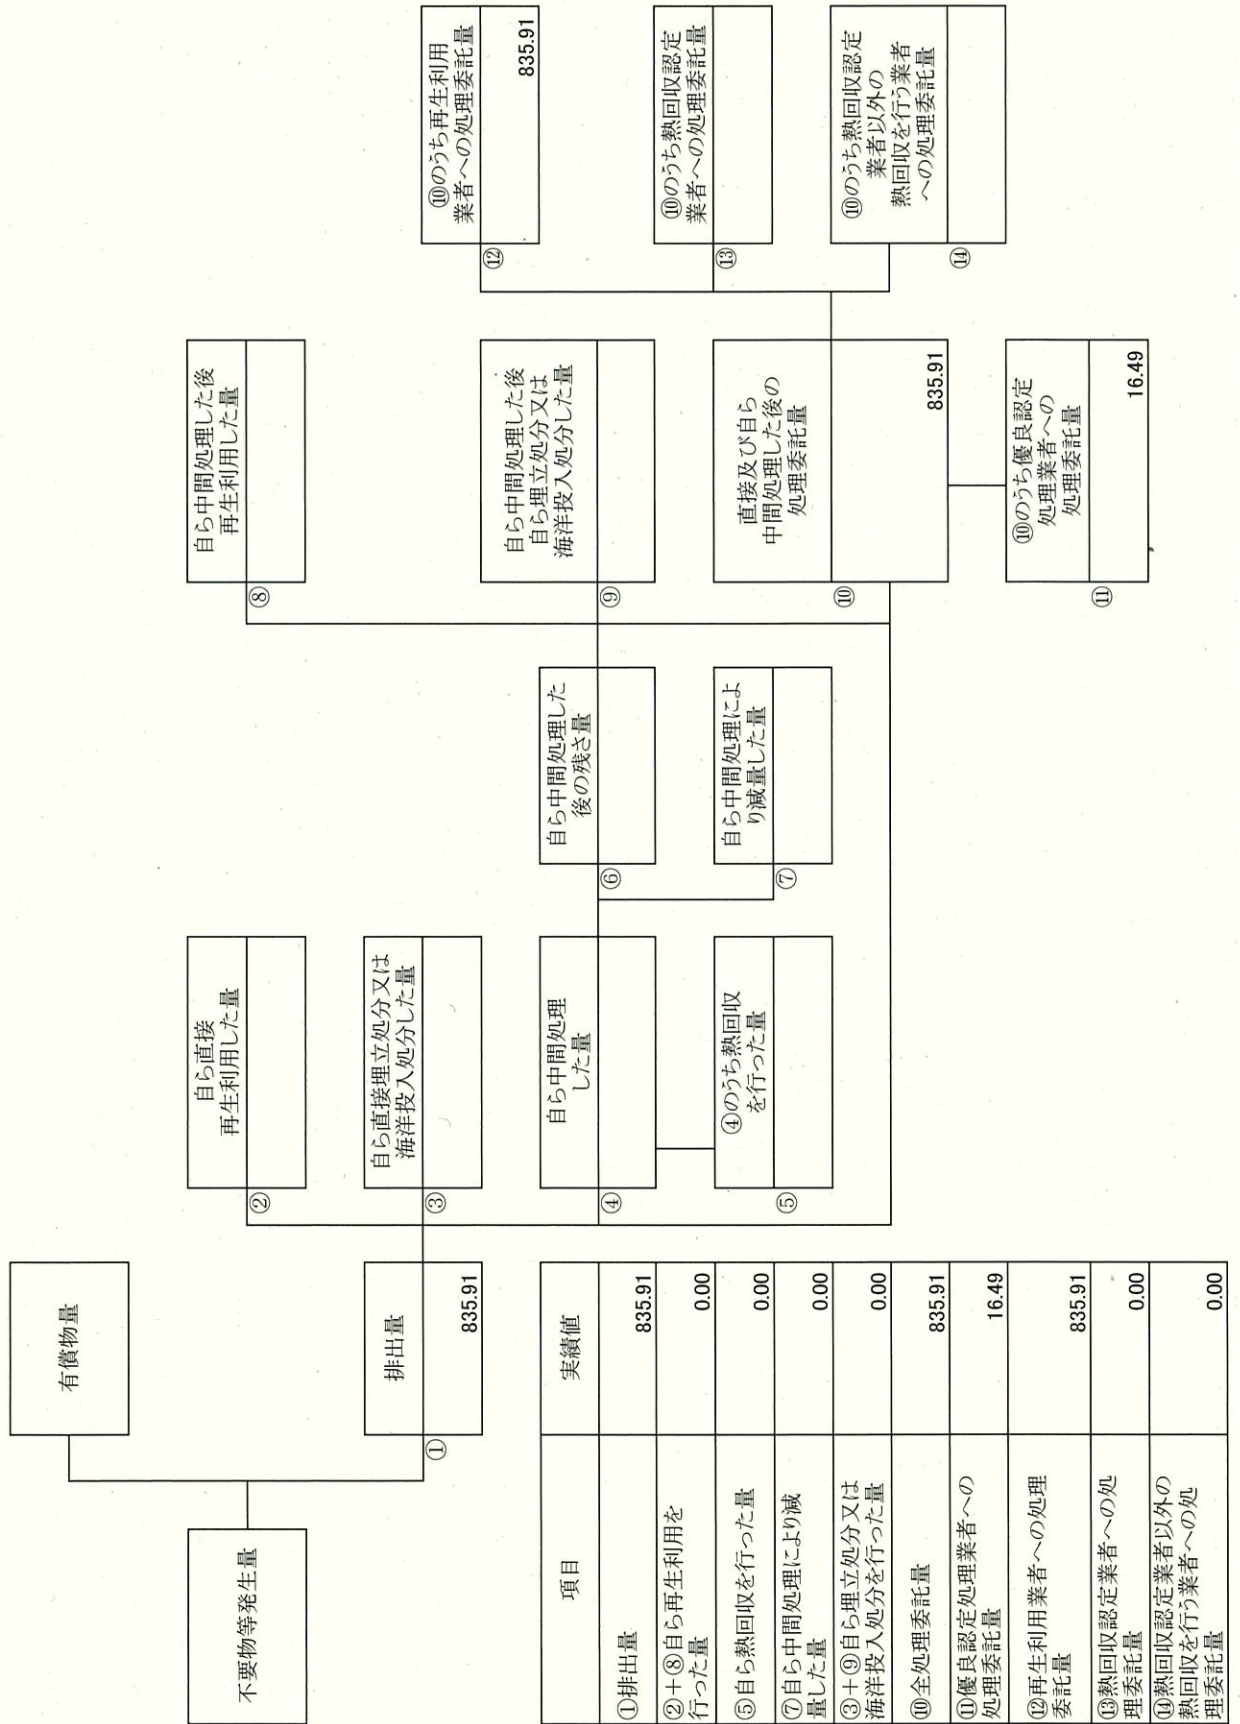 有償物量
不要物等発生量
排出量
①
835.91
自ら直接
再生利用した量
②
自ら直接埋立処分又は
海洋投入処分した量
③
自ら中間処理
した量
④
④のうち熱回収
を行った量
⑤
自ら中間処理した
後の残さ量
⑥
自ら中間処理によ
り減量した量
⑦
自ら中間処理した後
再生利用した量
⑧
自ら中間処理した後
自ら埋立処分又は
海洋投入処分した量
⑨
直接及び自ら
中間処理した後の
処理委託量
⑩
835.91
⑩のうち優良認定
処理業者への
処理委託量
⑪
16.49
⑩のうち再生利用
業者への処理委託量
⑫
835.91
⑩のうち熱回収認定
業者への処理委託量
⑬
⑩のうち熱回収認定
業者以外の
熱回収を行う業者
への処理委託量
⑭
項目 実績値
①排出量 835.91
②+⑧自ら再生利用を
行った量 0.00
⑤自ら熱回収を行った量 0.00
⑦自ら中間処理により減
量した量 0.00
③+⑨自ら埋立処分又は
海洋投入処分を行った量 0.00
⑩全処理委託量 835.91
⑪優良認定処理業者への
処理委託量 16.49
⑫再生利用業者への処理
委託量 835.91
⑬熱回収認定業者への処
理委託量 0.00
⑭熱回収認定業者以外の
熱回収を行う業者への処
理委託量 0.00